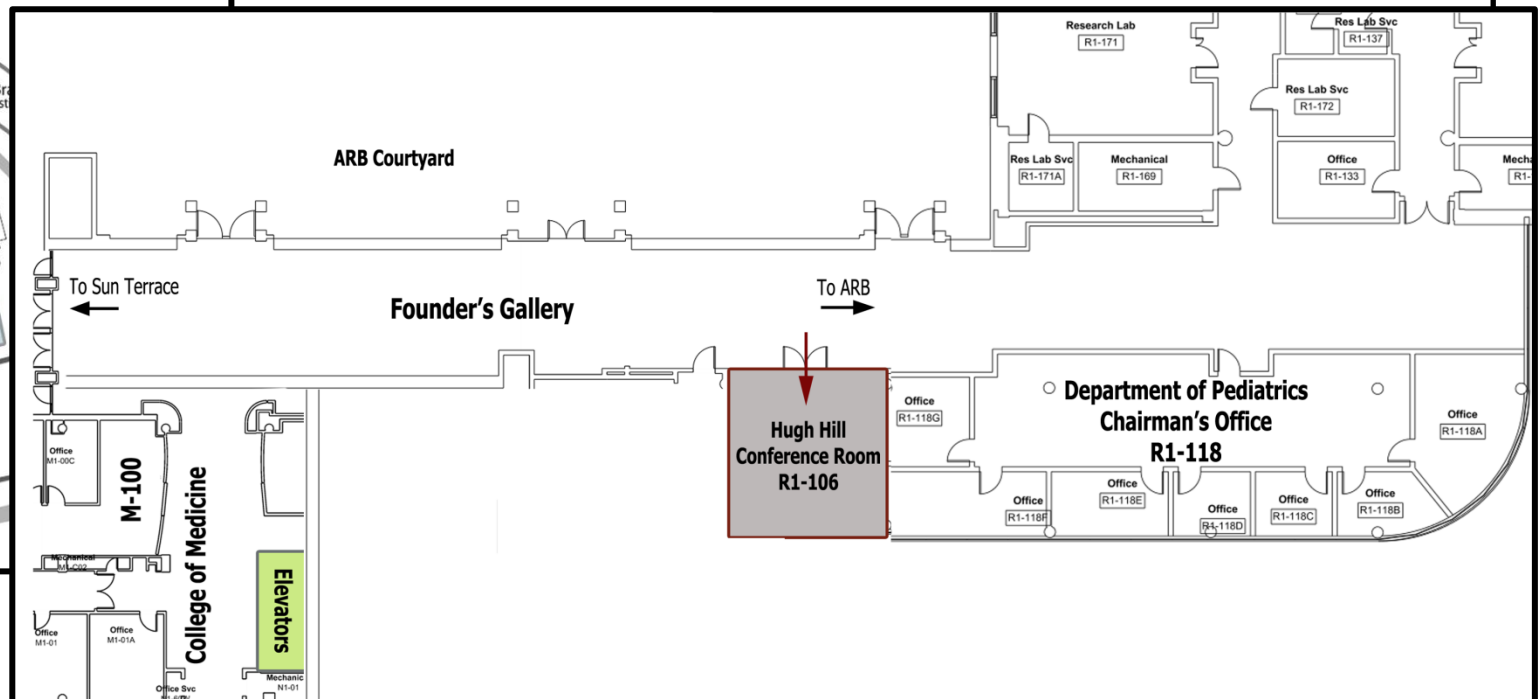 Research Lab
R1-171
Res Lab Svc
R1-137
Res Lab Svc
R1-172
ARB Courtyard
Res Lab Svc
R1-171A
Mechanical
R1-169
Office
R1-133
To Sun Terrace
Founder's Gallery
To ARB
Office
R1-118G
Department of Pediatrics
Chairman's Office
R1-118
Office
R1-118A
Hugh Hill
Conference Room
R1-106
Office
R1-118F
Office
R1-118E
Office
R1-118D
Office
R1-118C
Office
R1-118B
Office
M1-00C
M-100
College of Medicine
Mechanical
M1-C02
Elevators
Office
M1-01
Office
M1-01A
Office Svc
Mechanic
N1-01